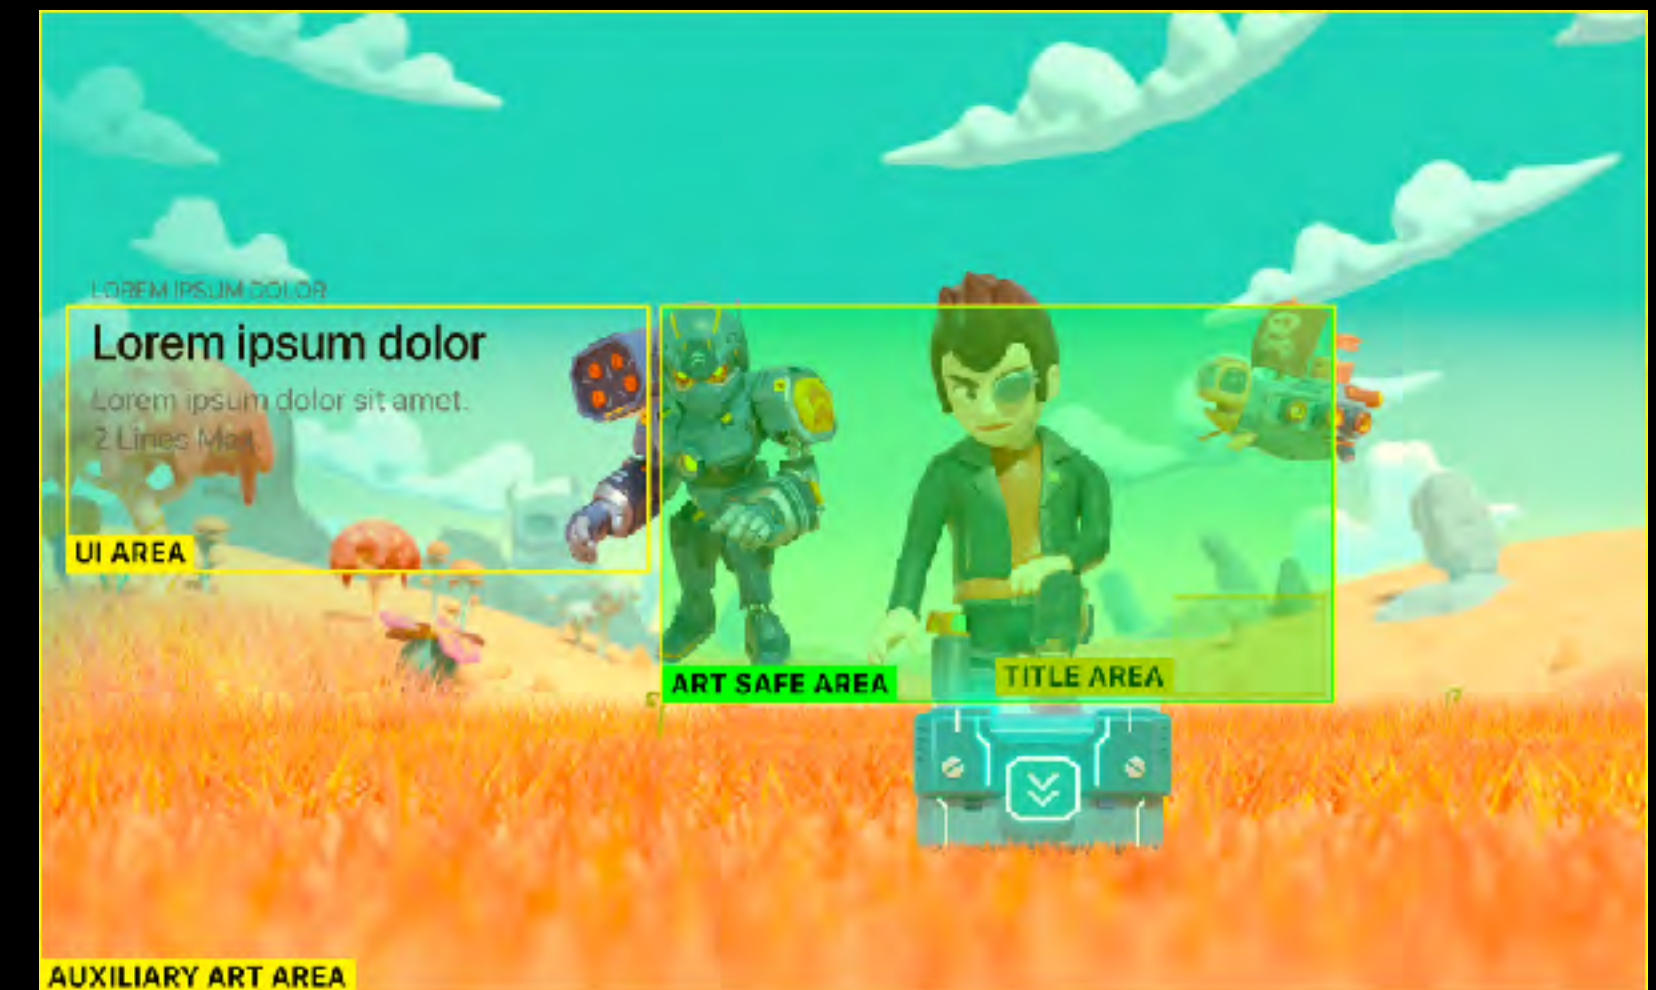 LOREM IPSUM DOLOR
Lorem ipsum dolor
Lorem ipsum dolor sit amet.
2 Lines Max.
UI AREA
ART SAFE AREA
TITLE AREA
AUXILIARY ART AREA